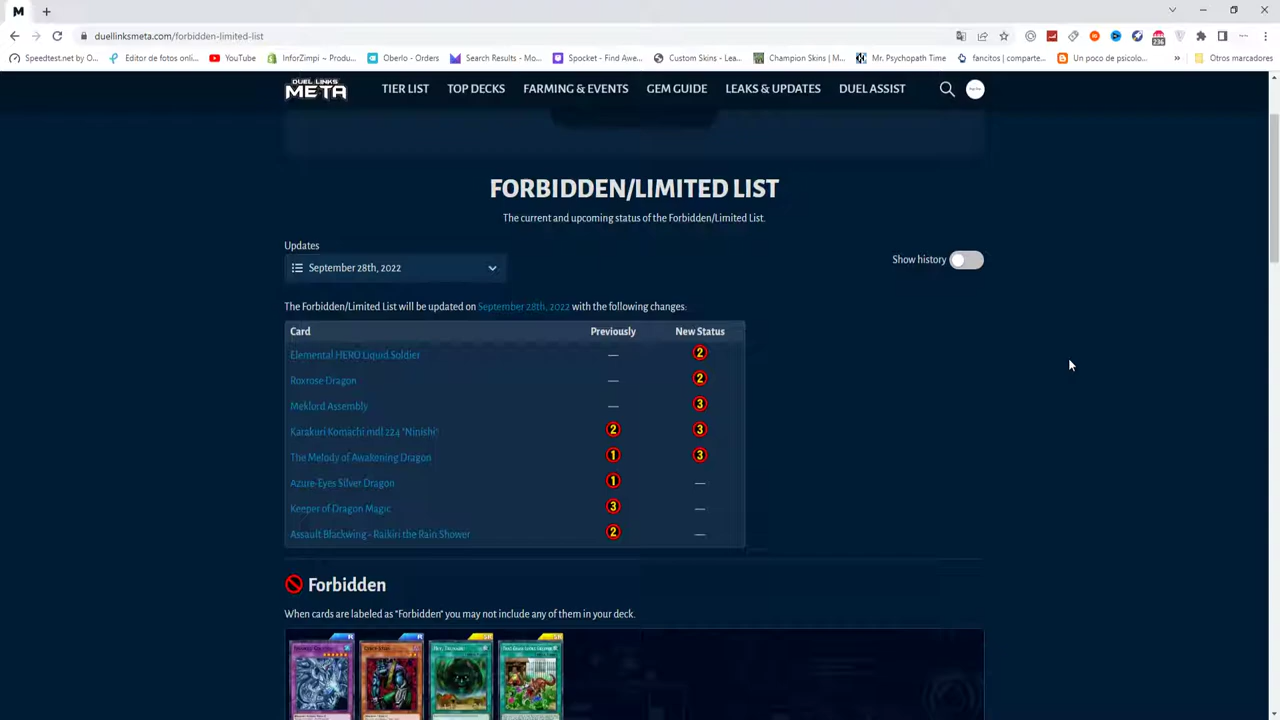 M
duellinksmeta.com/forbidden-limited-list
236
Speedtest.net by O... Editor de fotos onli... YouTube InforZimpi ÷ Produ... Oberlo - Orders Search Results - Mo... Spocket - Find Awe... Custom Skins - Lea... Champion Skins | M... Mr. Psychopath Time fancitos | comparte... Un poco de psicolo... » Otros marcadores
DUEL LINKS
META
TIER LIST TOP DECKS FARMING & EVENTS GEM GUIDE LEAKS & UPDATES DUEL ASSIST
FORBIDDEN/LIMITED LIST
The current and upcoming status of the Forbidden/Limited List.
Updates
September 28th, 2022
Show history
The Forbidden/Limited List will be updated on September 28th, 2022 with the following changes:
Card Previously New Status
Elemental HERO Liquid Soldier — 2
Roxrose Dragon — 2
Meklord Assembly — 3
Karakuri Komachi mdl 224 "Ninishi" 2 3
The Melody of Awakening Dragon 1 3
Azure-Eyes Silver Dragon 1 —
Keeper of Dragon Magic 3 —
Assault Blackwing - Raikiri the Rain Shower 2 —
Forbidden
When cards are labeled as "Forbidden" you may not include any of them in your deck.
R R SR SR